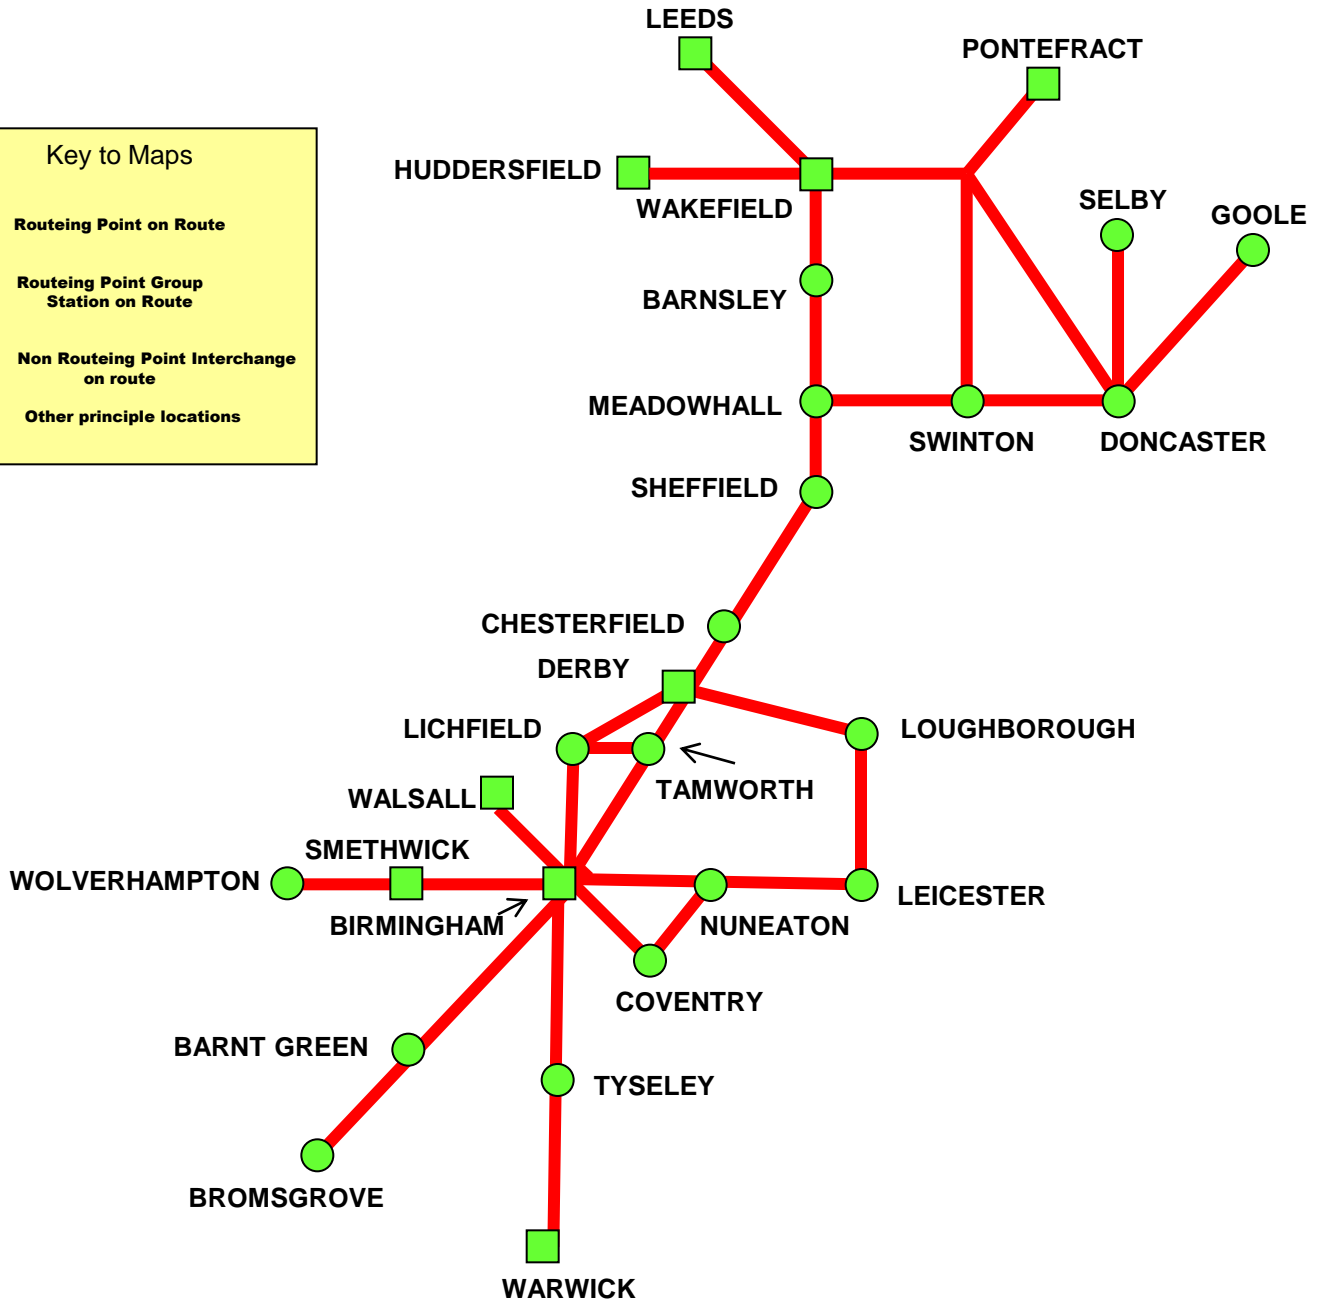 LEEDS
PONTEFRACT
Key to Maps
HUDDERSFIELD
WAKEFIELD
SELBY
GOOLE
Routeing Point on Route
Routeing Point Group
Station on Route
BARNSLEY
Non Routeing Point Interchange
on route
Other principle locations
MEADOWHALL
SWINTON
DONCASTER
SHEFFIELD
CHESTERFIELD
DERBY
LICHFIELD
LOUGHBOROUGH
TAMWORTH
WALSALL
SMETHWICK
WOLVERHAMPTON
LEICESTER
BIRMINGHAM
NUNEATON
COVENTRY
BARNT GREEN
TYSELEY
BROMSGROVE
WARWICK